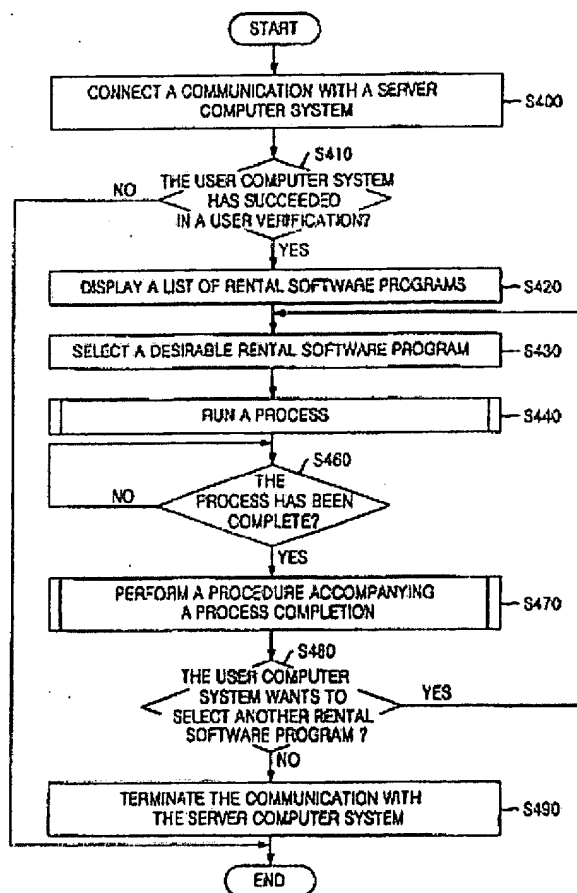 START
CONNECT A COMMUNICATION WITH A SERVER
COMPUTER SYSTEM
S400
S410
NO
THE USER COMPUTER SYSTEM
HAS SUCCEEDED
IN A USER VERIFICATION?
YES
DISPLAY A LIST OF RENTAL SOFTWARE PROGRAMS
S420
SELECT A DESIRABLE RENTAL SOFTWARE PROGRAM
S430
RUN A PROCESS
S440
S460
NO
THE
PROCESS HAS BEEN
COMPLETE?
YES
PERFORM A PROCEDURE ACCOMPANYING
A PROCESS COMPLETION
S470
S480
THE USER COMPUTER
SYSTEM WANTS TO
SELECT ANOTHER RENTAL
SOFTWARE PROGRAM ?
YES
NO
TERMINATE THE COMMUNICATION WITH
THE SERVER COMPUTER SYSTEM
S490
END